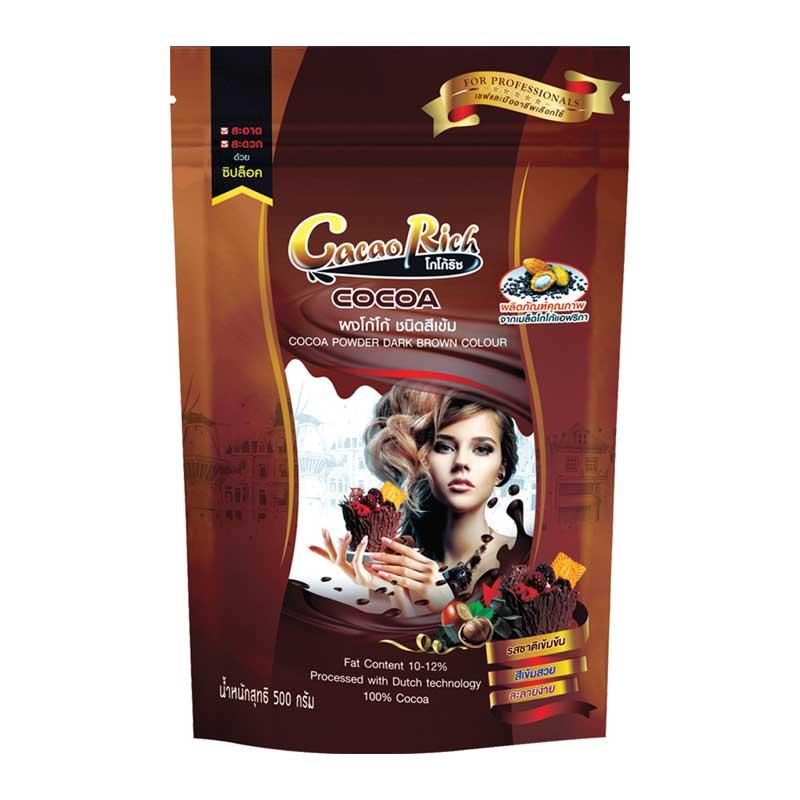 FOR PROFESSIONALS
เชฟและมืออาชีพเลือกใช้
สะอาด
สะดวก
ด้วย
ซิปล็อค
Cacao Rich
โกโก้ริช
COCOA
ผงโก้โก้ ชนิดสีเข้ม
COCOA POWDER DARK BROWN COLOUR
ผลิตภัณฑ์คุณภาพ
จากเมล็ดโกโก้แอฟริกา
รสชาติเข้มข้น
สีเข้มสวย
ละลายง่าย
Fat Content 10-12%
Processed with Dutch technology
100% Cocoa
น้ำหนักสุทธิ 500 กรัม